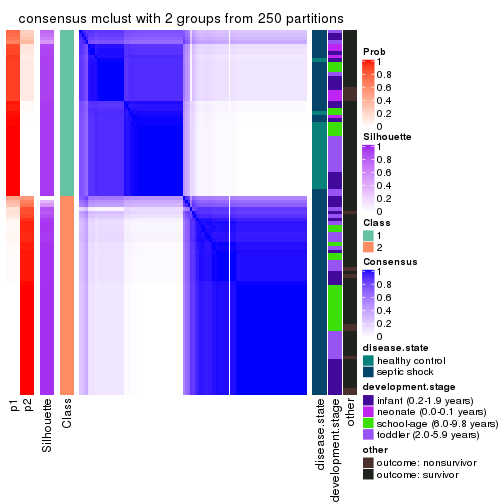 consensus mclust with 2 groups from 250 partitions
Prob
1
0.8
0.6
0.4
0.2
0
Silhouette
1
0.8
0.6
0.4
0.2
0
Class
1
2
Consensus
1
0.8
0.6
0.4
0.2
0
disease.state
healthy control
septic shock
development.stage
infant (0.2-1.9 years)
neonate (0.0-0.1 years)
school-age (6.0-9.8 years)
toddler (2.0-5.9 years)
other
outcome: nonsurvivor
outcome: survivor
p1
p2
Silhouette
Class
disease.state
development.stage
other